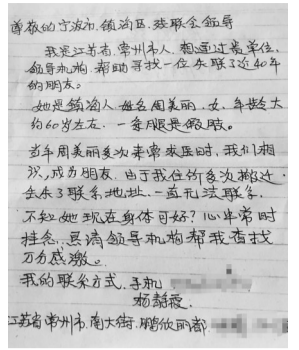 尊敬的宁波市镇海区残联会领导
我是江苏省常州市人,想通过贵单位,
领导机构帮助寻找一位失联了近40年
的朋友。
她是镇海人姓名周美丽,女,年龄大
约60岁左右,一条腿是假肢。
当年周美丽多次来常求医时,我们相
识,成为朋友,由于我住所多次搬迁,
丢失了联系地址,一直无法联系,
不知她现在身体可好?心中常时
挂念,恳请领导机构帮我查找
万分感激。
我的联系方式,手机
杨静霞,
江苏省常州市,南大街,鹏欣丽都